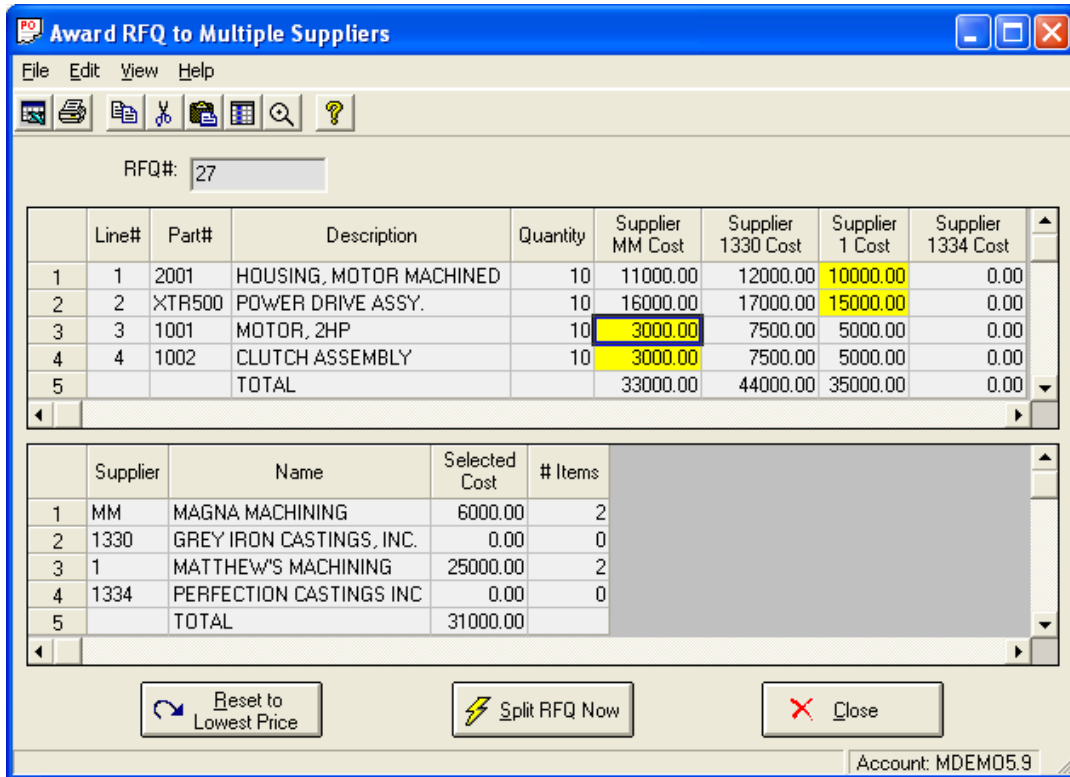 Award RFQ to Multiple Suppliers
File Edit View Help
RFQ#: 27
Line# Part# Description Quantity Supplier MM Cost Supplier 1330 Cost Supplier 1 Cost Supplier 1334 Cost
1 1 2001 HOUSING, MOTOR MACHINED 10 11000.00 12000.00 10000.00 0.00
2 2 XTR500 POWER DRIVE ASSY. 10 16000.00 17000.00 15000.00 0.00
3 3 1001 MOTOR, 2HP 10 3000.00 7500.00 5000.00 0.00
4 4 1002 CLUTCH ASSEMBLY 10 3000.00 7500.00 5000.00 0.00
5 TOTAL 33000.00 44000.00 35000.00 0.00
Supplier Name Selected Cost # Items
1 MM MAGNA MACHINING 6000.00 2
2 1330 GREY IRON CASTINGS, INC. 0.00 0
3 1 MATTHEW'S MACHINING 25000.00 2
4 1334 PERFECTION CASTINGS INC 0.00 0
5 TOTAL 31000.00
Reset to Lowest Price
Split RFQ Now
Close
Account: MDEMO5.9